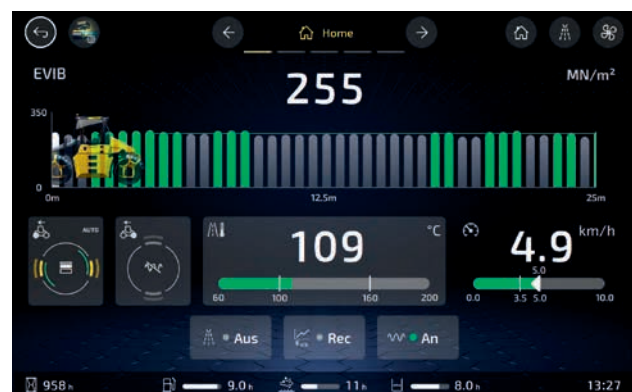 Home
EVIB
255
MN/m²
350
0
0m
12.5m
25m
AUTO
109
°C
60
100
160
200
4.9
km/h
5.0
0.0
3.5
5.0
10.0
Aus
Rec
An
958 h
9.0 h
11 h
8.0 h
13:27